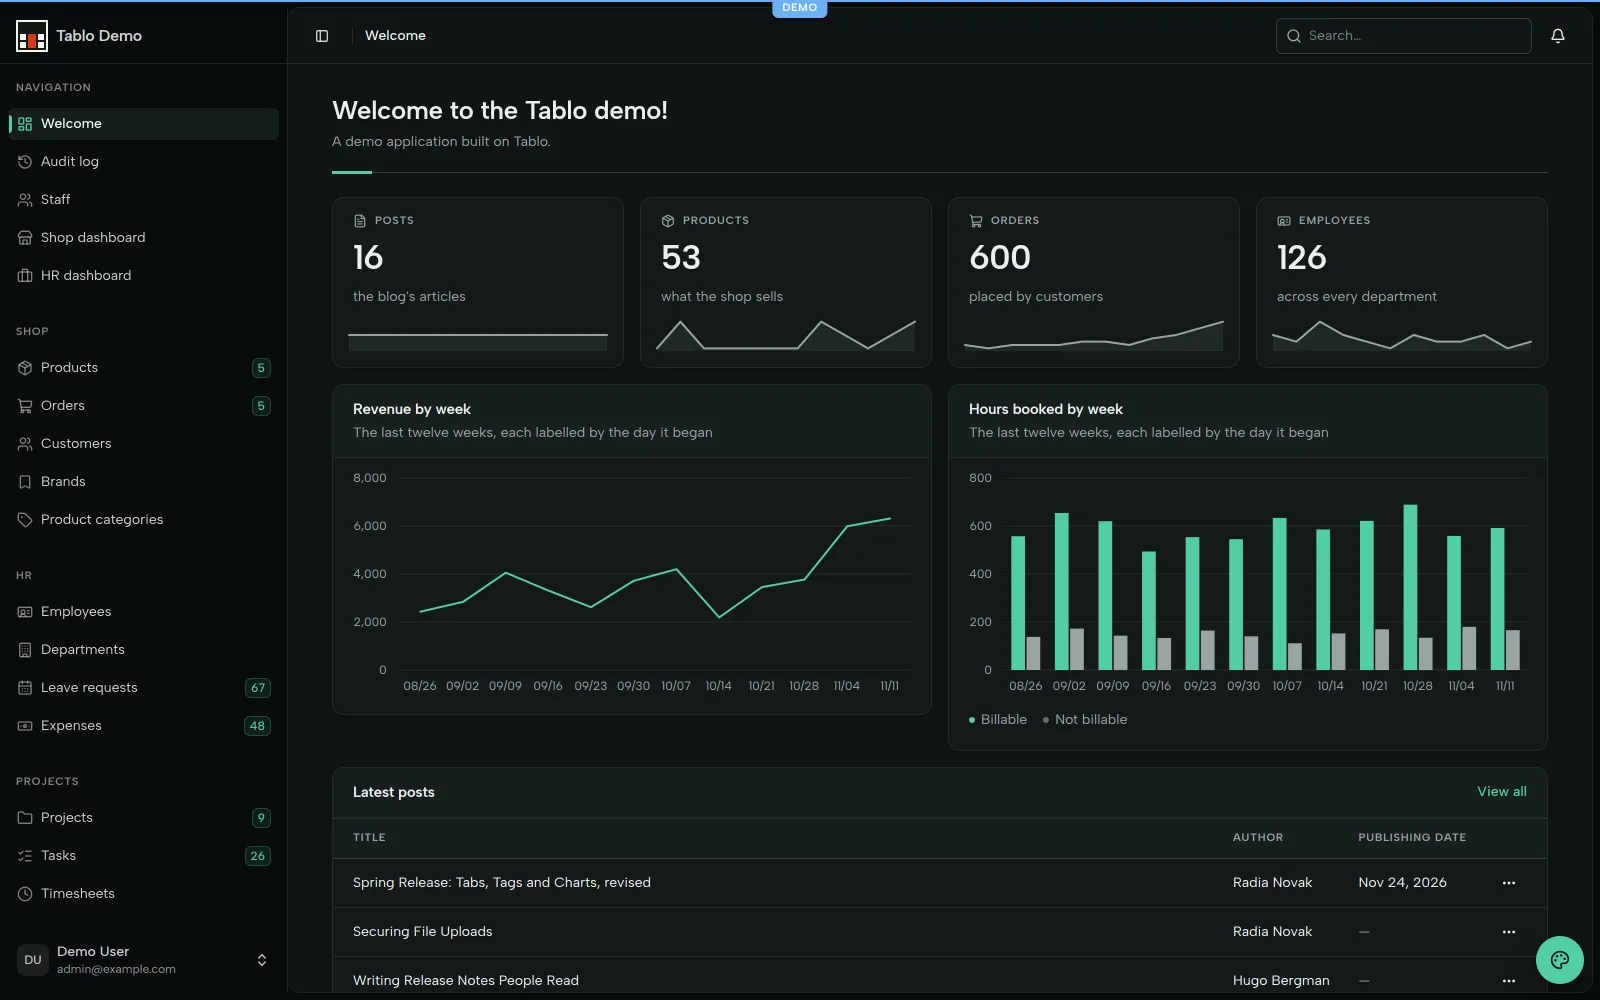 DEMO
Tablo Demo
Welcome
Search...
NAVIGATION
Welcome
Audit log
Staff
Shop dashboard
HR dashboard
SHOP
Products 5
Orders 5
Customers
Brands
Product categories
HR
Employees
Departments
Leave requests 67
Expenses 48
PROJECTS
Projects 9
Tasks 26
Timesheets
DU
Demo User
admin@example.com
Welcome to the Tablo demo!
A demo application built on Tablo.
POSTS
16
the blog's articles
PRODUCTS
53
what the shop sells
ORDERS
600
placed by customers
EMPLOYEES
126
across every department
Revenue by week
The last twelve weeks, each labelled by the day it began
8,000
6,000
4,000
2,000
0
08/26 09/02 09/09 09/16 09/23 09/30 10/07 10/14 10/21 10/28 11/04 11/11
Hours booked by week
The last twelve weeks, each labelled by the day it began
800
600
400
200
0
08/26 09/02 09/09 09/16 09/23 09/30 10/07 10/14 10/21 10/28 11/04 11/11
Billable Not billable
Latest posts View all
TITLE AUTHOR PUBLISHING DATE
Spring Release: Tabs, Tags and Charts, revised Radia Novak Nov 24, 2026
Securing File Uploads Radia Novak —
Writing Release Notes People Read Hugo Bergman —